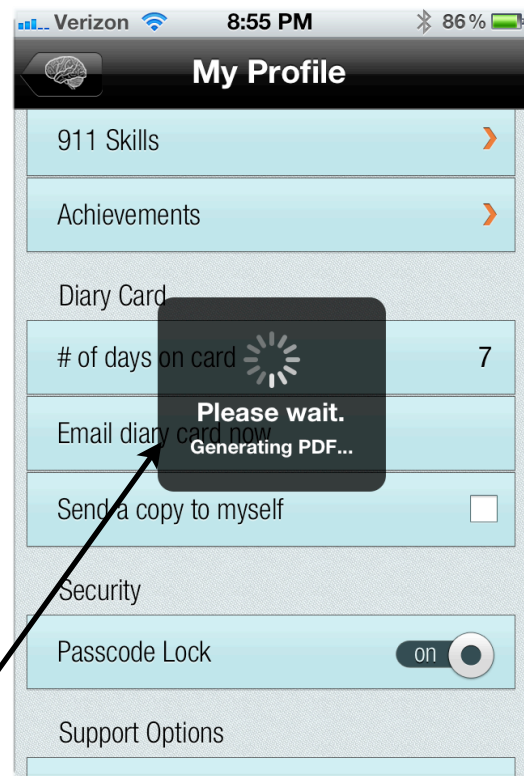 Verizon 8:55 PM 86%
My Profile
911 Skills
Achievements
Diary Card
# of days on card 7
Please wait.
Email diary card now
Generating PDF...
Send a copy to myself
Security
Passcode Lock on
Support Options